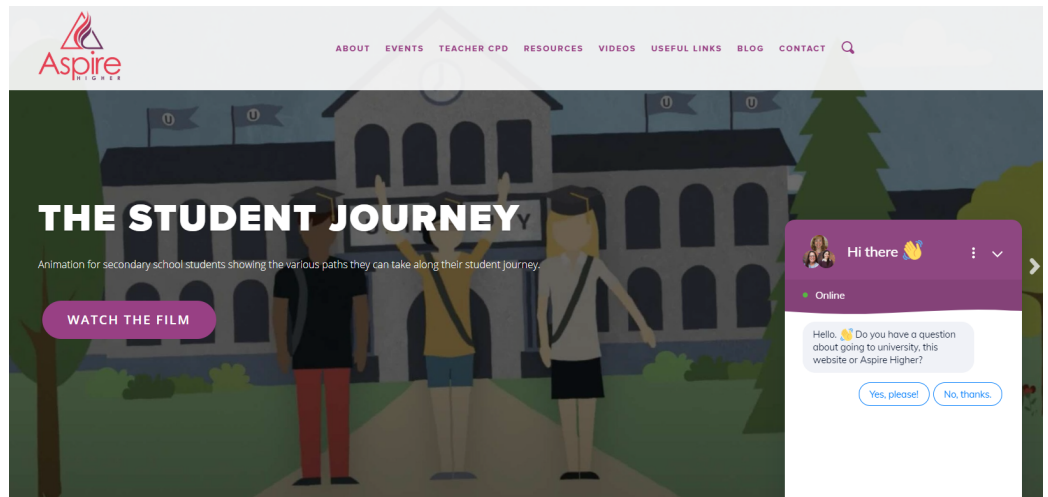 Aspire
HIGHER
ABOUT EVENTS TEACHER CPD RESOURCES VIDEOS USEFUL LINKS BLOG CONTACT
U U U U
THE STUDENT JOURNEY
Animation for secondary school students showing the various paths they can take along their student journey.
WATCH THE FILM
Hi there 👋
Online
Hello. 👋 Do you have a question
about going to university, this
website or Aspire Higher?
Yes, please! No, thanks.